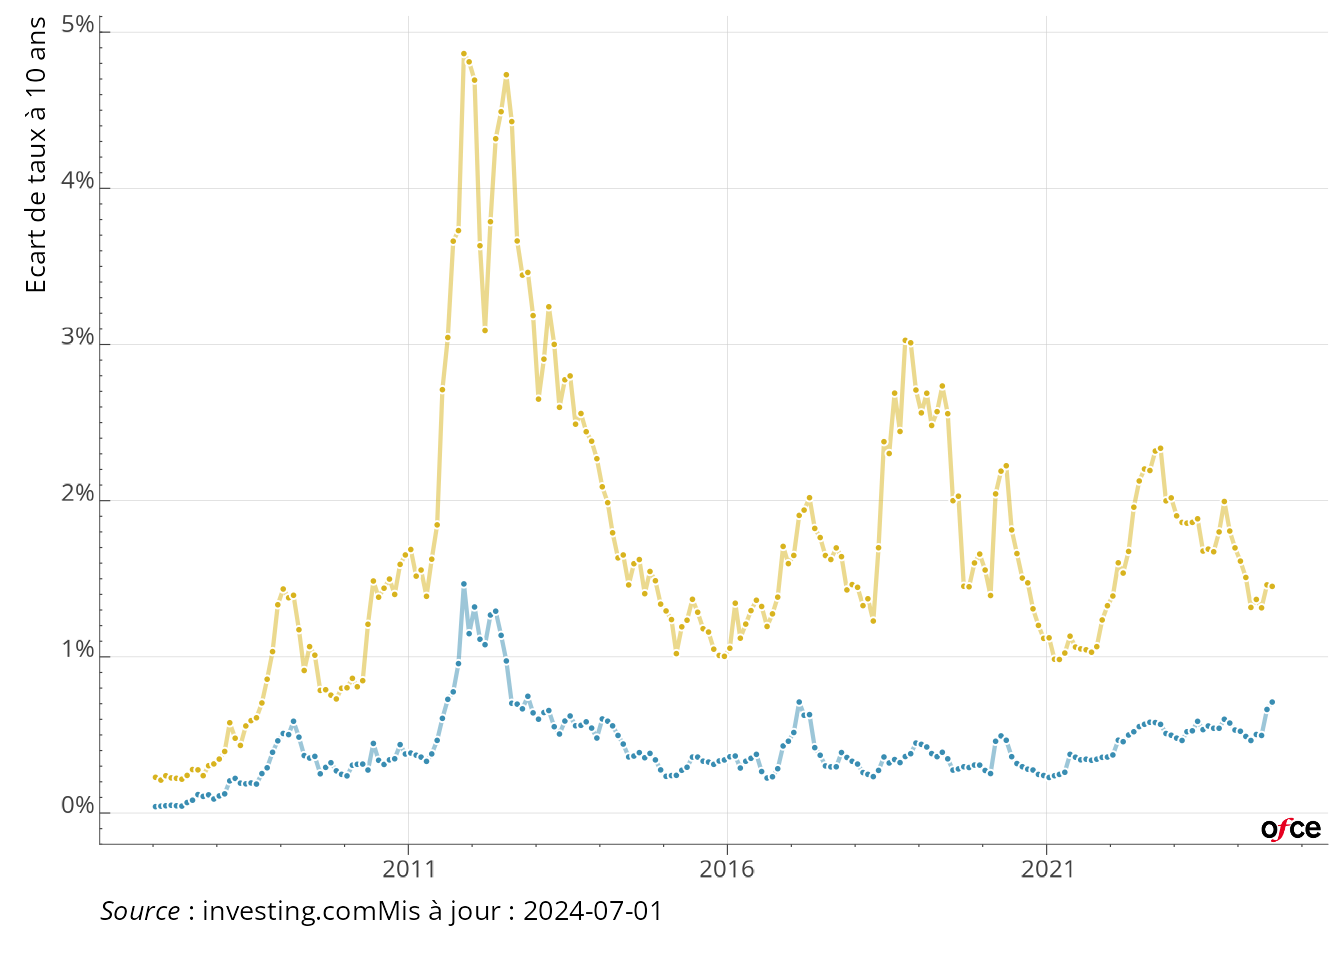 Ecart de taux à 10 ans
5%
4%
3%
2%
1%
0%
2011 2016 2021
ofce
Source : investing.comMis à jour : 2024-07-01